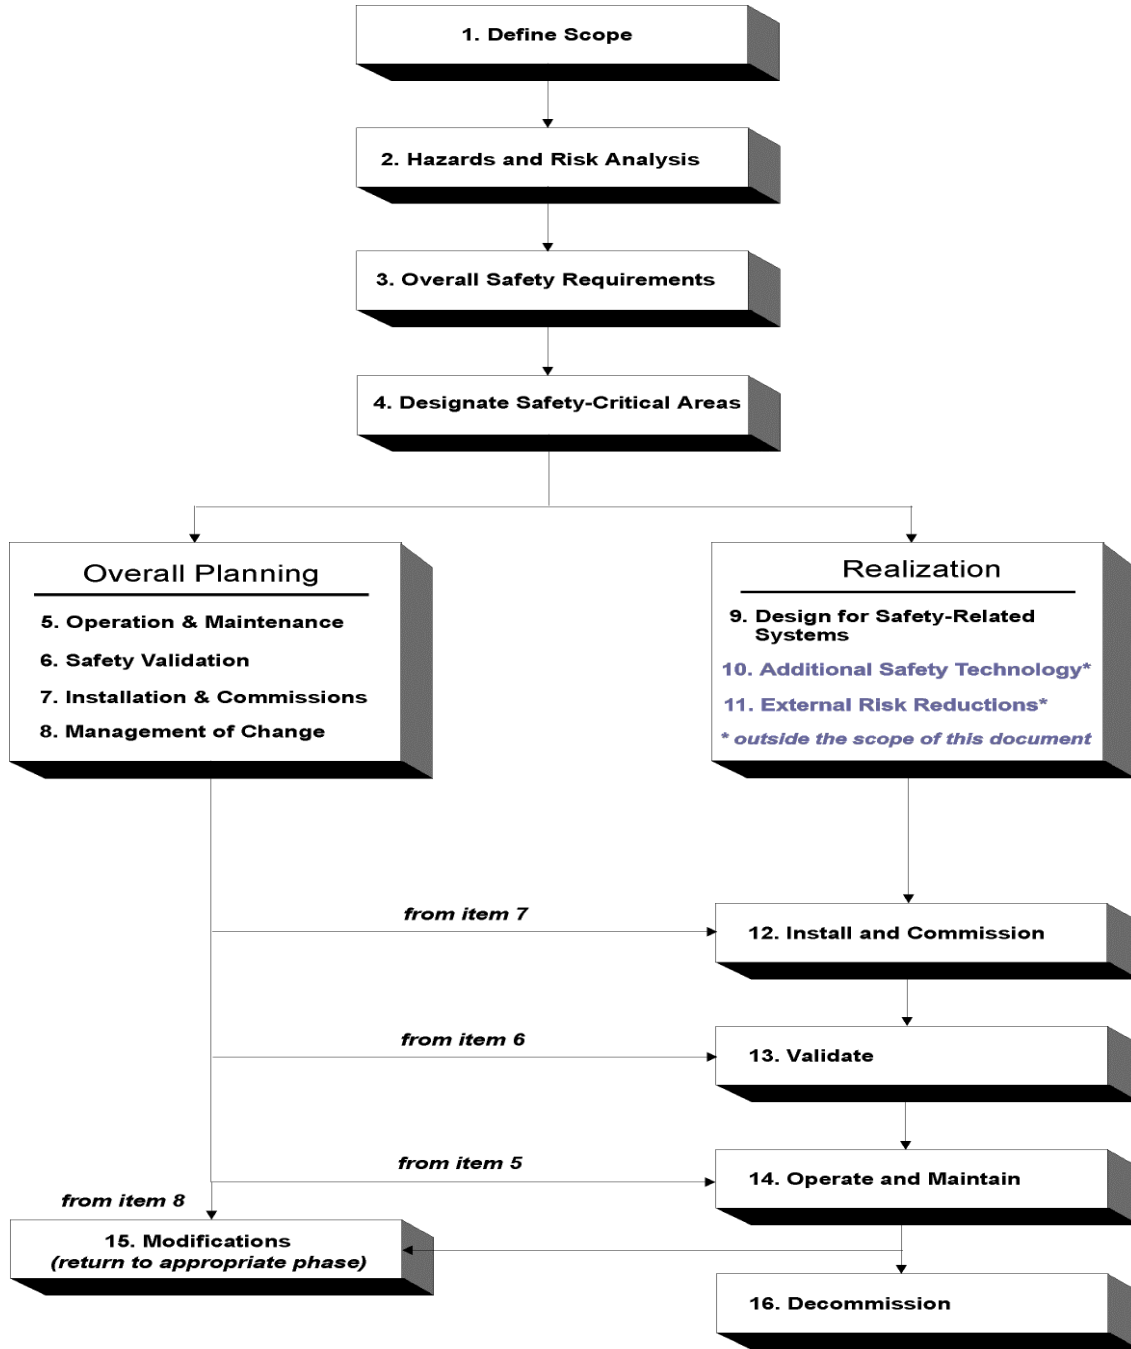 1. Define Scope
2. Hazards and Risk Analysis
3. Overall Safety Requirements
4. Designate Safety-Critical Areas
Overall Planning
5. Operation & Maintenance
6. Safety Validation
7. Installation & Commissions
8. Management of Change
Realization
9. Design for Safety-Related
Systems
10. Additional Safety Technology*
11. External Risk Reductions*
* outside the scope of this document
from item 7
12. Install and Commission
from item 6
13. Validate
from item 5
14. Operate and Maintain
from item 8
15. Modifications
(return to appropriate phase)
16. Decommission